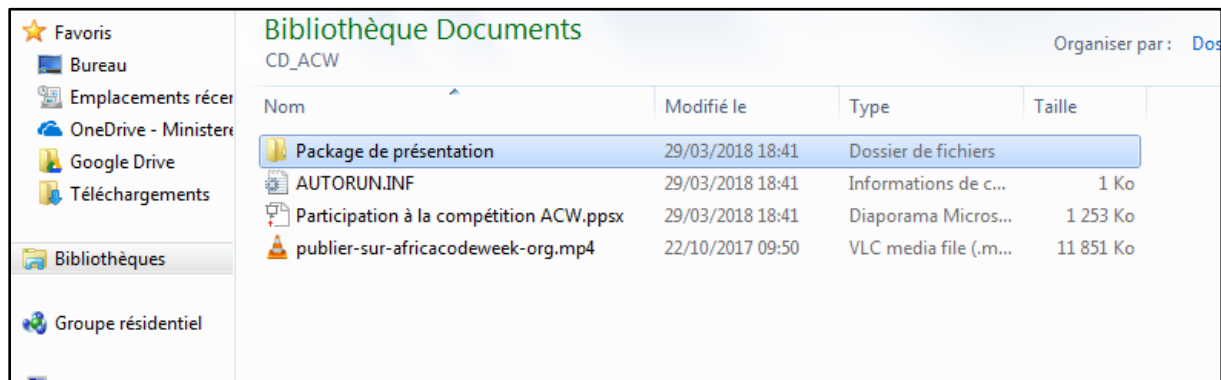 Favoris
Bureau
Emplacements récer
OneDrive - Ministere
Google Drive
Téléchargements
Bibliothèques
Groupe résidentiel
Bibliothèque Documents
CD_ACW
Organiser par : Dos
Nom Modifié le Type Taille
Package de présentation 29/03/2018 18:41 Dossier de fichiers
AUTORUN.INF 29/03/2018 18:41 Informations de c... 1 Ko
Participation à la compétition ACW.ppsx 29/03/2018 18:41 Diaporama Micros... 1 253 Ko
publier-sur-africacodeweek-org.mp4 22/10/2017 09:50 VLC media file (.m... 11 851 Ko